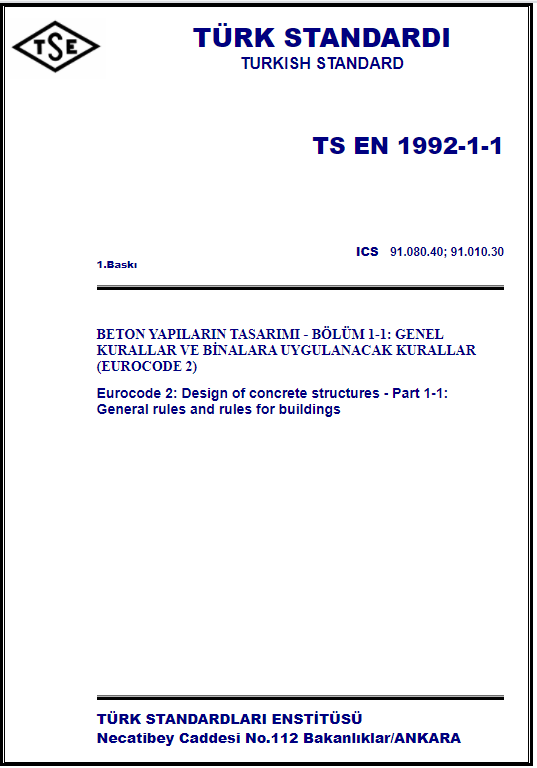 TSE
TÜRK STANDARDI
TURKISH STANDARD
TS EN 1992-1-1
ICS 91.080.40; 91.010.30
1.Baskı
BETON YAPILARIN TASARIMI - BÖLÜM 1-1: GENEL
KURALLAR VE BİNALARA UYGULANACAK KURALLAR
(EUROCODE 2)
Eurocode 2: Design of concrete structures - Part 1-1:
General rules and rules for buildings
TÜRK STANDARDLARI ENSTİTÜSÜ
Necatibey Caddesi No.112 Bakanlıklar/ANKARA